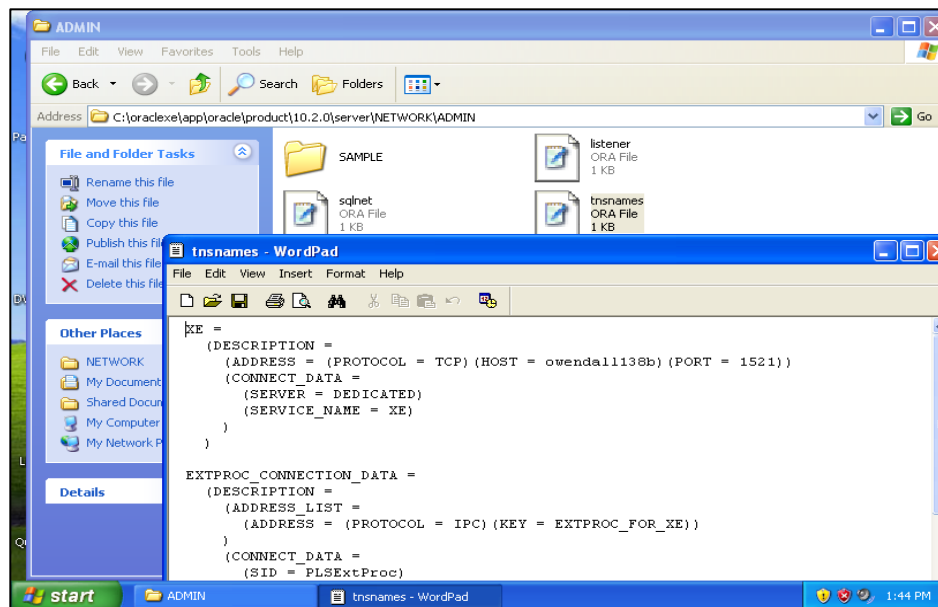 ADMIN
File Edit View Favorites Tools Help
Back Search Folders
Address C:\oraclexe\app\oracle\product\10.2.0\server\NETWORK\ADMIN Go
File and Folder Tasks
Rename this file
Move this file
Copy this file
Publish this file
E-mail this file
Delete this file
Other Places
NETWORK
My Document
Shared Docum
My Computer
My Network P
Details
SAMPLE
listener
ORA File
1 KB
sqlnet
ORA File
1 KB
tnsnames
ORA File
1 KB
tnsnames - WordPad
File Edit View Insert Format Help
XE =
(DESCRIPTION =
(ADDRESS = (PROTOCOL = TCP)(HOST = owendall138b)(PORT = 1521))
(CONNECT_DATA =
(SERVER = DEDICATED)
(SERVICE_NAME = XE)
)
)
EXTPROC_CONNECTION_DATA =
(DESCRIPTION =
(ADDRESS_LIST =
(ADDRESS = (PROTOCOL = IPC)(KEY = EXTPROC_FOR_XE))
)
(CONNECT_DATA =
(SID = PLSExtProc)
start ADMIN tnsnames - WordPad 1:44 PM